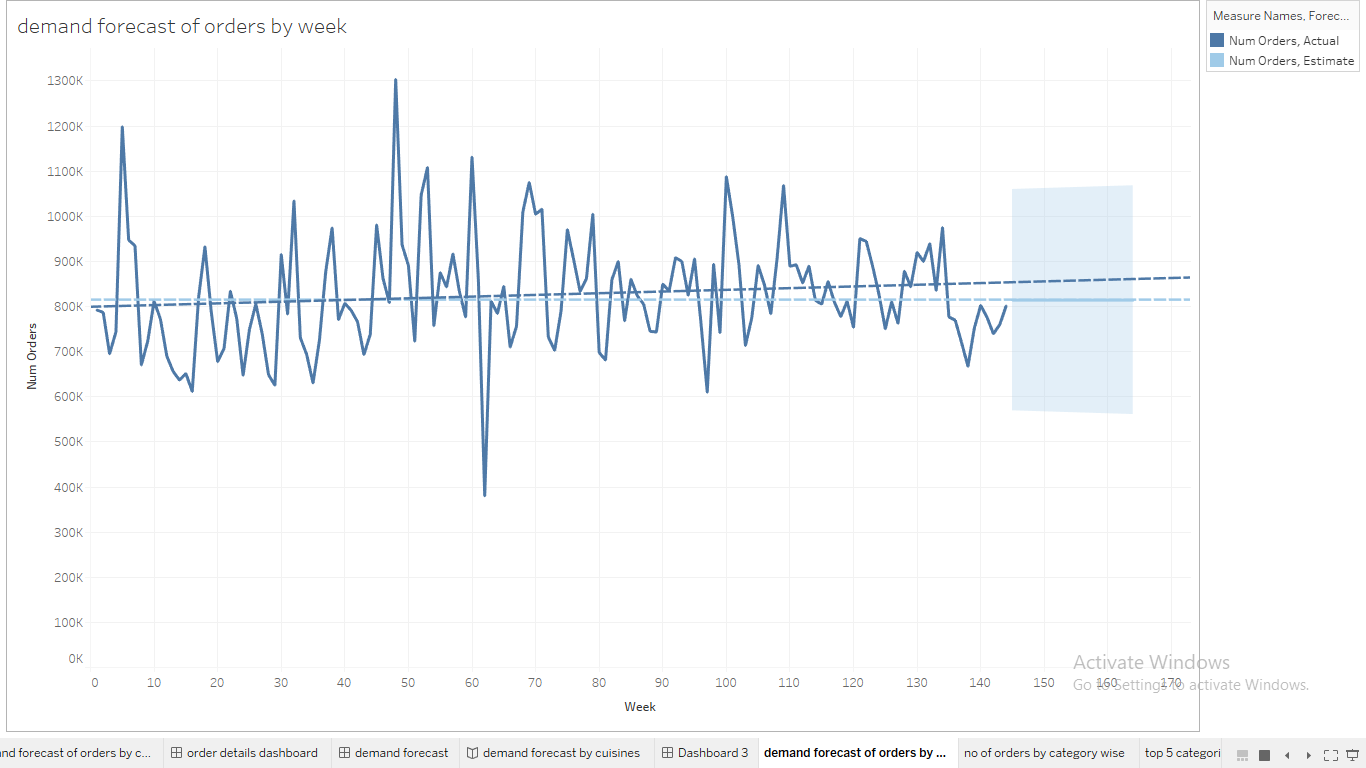 demand forecast of orders by week
Measure Names, Forec...
Num Orders, Actual
Num Orders, Estimate
1300K
1200K
1100K
1000K
900K
800K
700K
600K
500K
400K
300K
200K
100K
0K
Num Orders
0 10 20 30 40 50 60 70 80 90 100 110 120 130 140 150 160 170
Week
Activate Windows
Go to Settings to activate Windows.
nd forecast of orders by c... order details dashboard demand forecast demand forecast by cuisines Dashboard 3 demand forecast of orders by ... no of orders by category wise top 5 categori